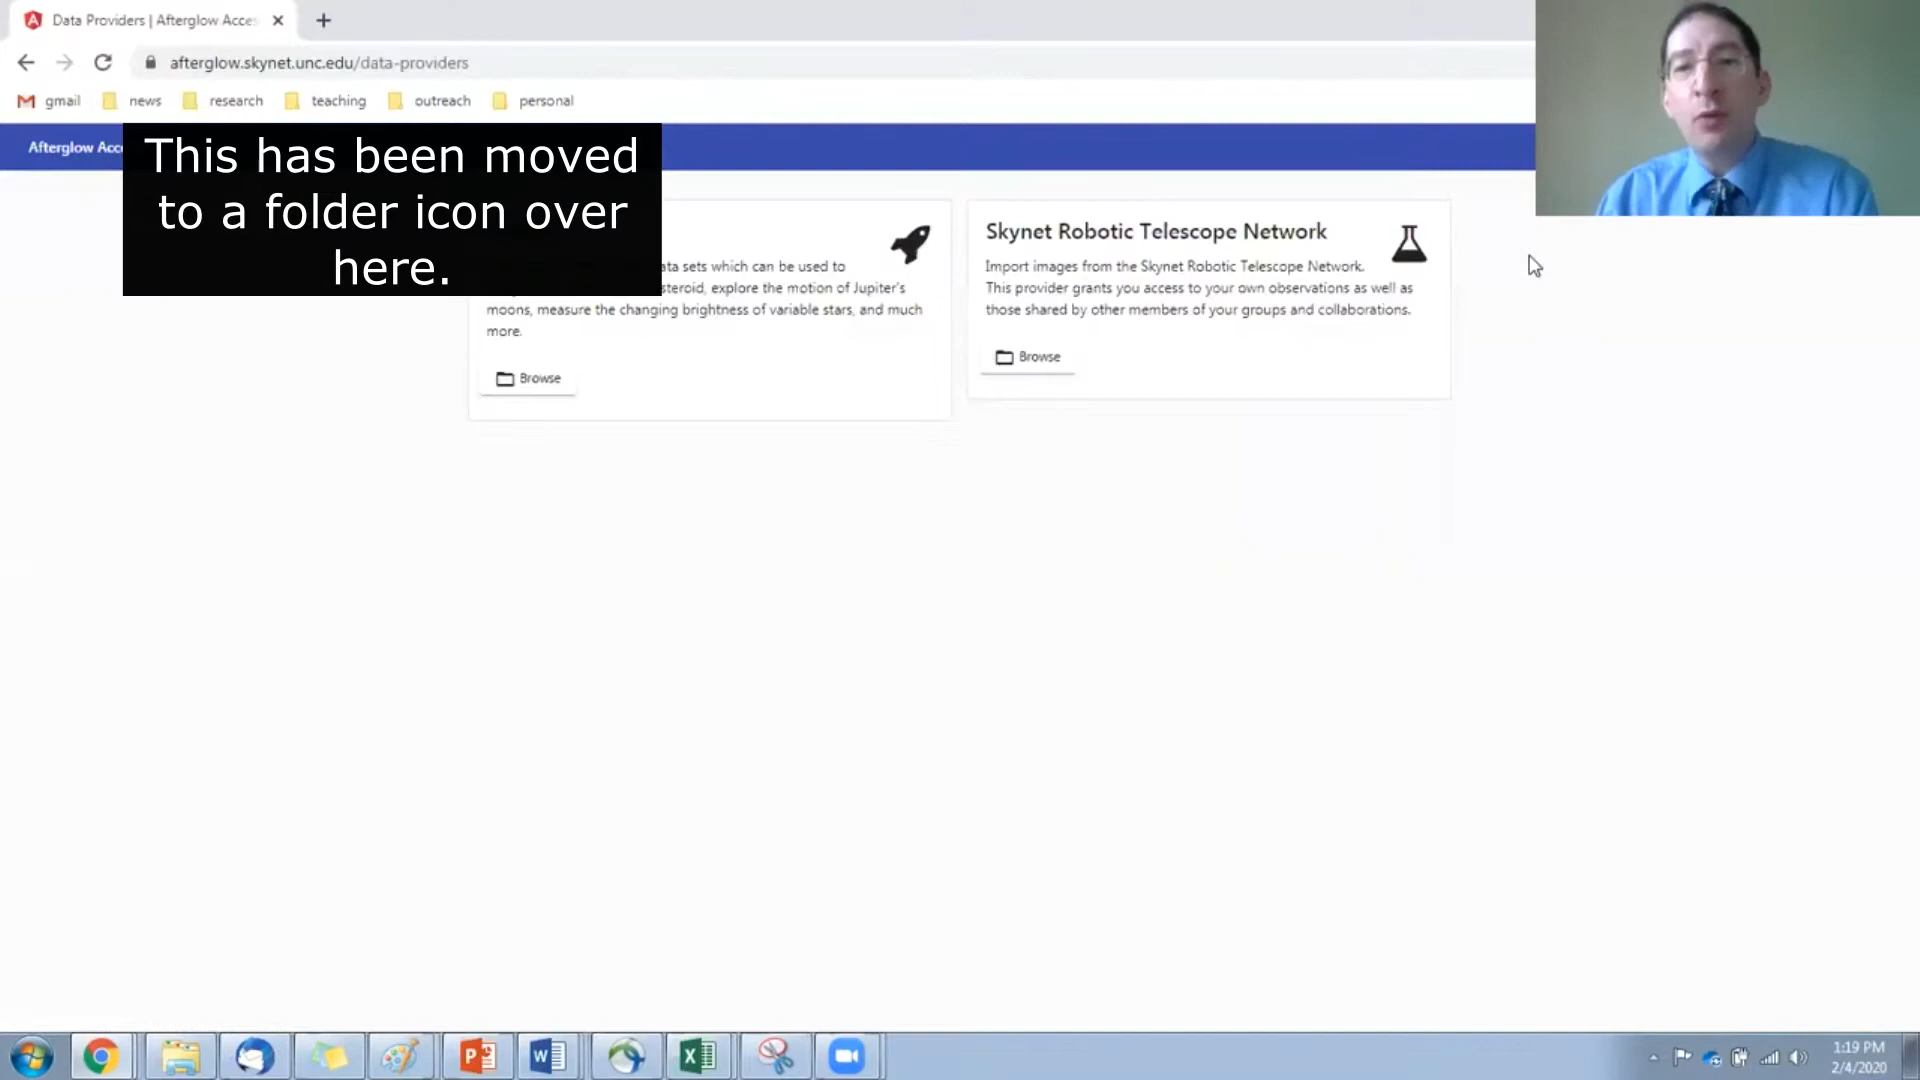 Data Providers | Afterglow Acces
afterglow.skynet.unc.edu/data-providers
gmail
news
research
teaching
outreach
personal
Afterglow Acc
This has been moved
to a folder icon over
here.
ata sets which can be used to
steroid, explore the motion of Jupiter's
moons, measure the changing brightness of variable stars, and much
more.
Browse
Skynet Robotic Telescope Network
Import images from the Skynet Robotic Telescope Network.
This provider grants you access to your own observations as well as
those shared by other members of your groups and collaborations.
Browse
1:19 PM
2/4/2020